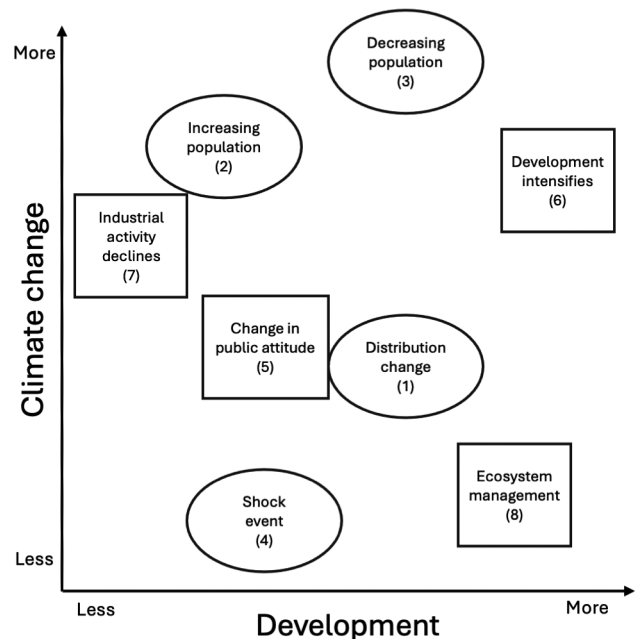 More
Decreasing
population
(3)
Increasing
population
(2)
Development
intensifies
(6)
Industrial
activity
declines
(7)
Climate change
Change in
public attitude
(5)
Distribution
change
(1)
Ecosystem
management
(8)
Shock
event
(4)
Less
Less
More
Development